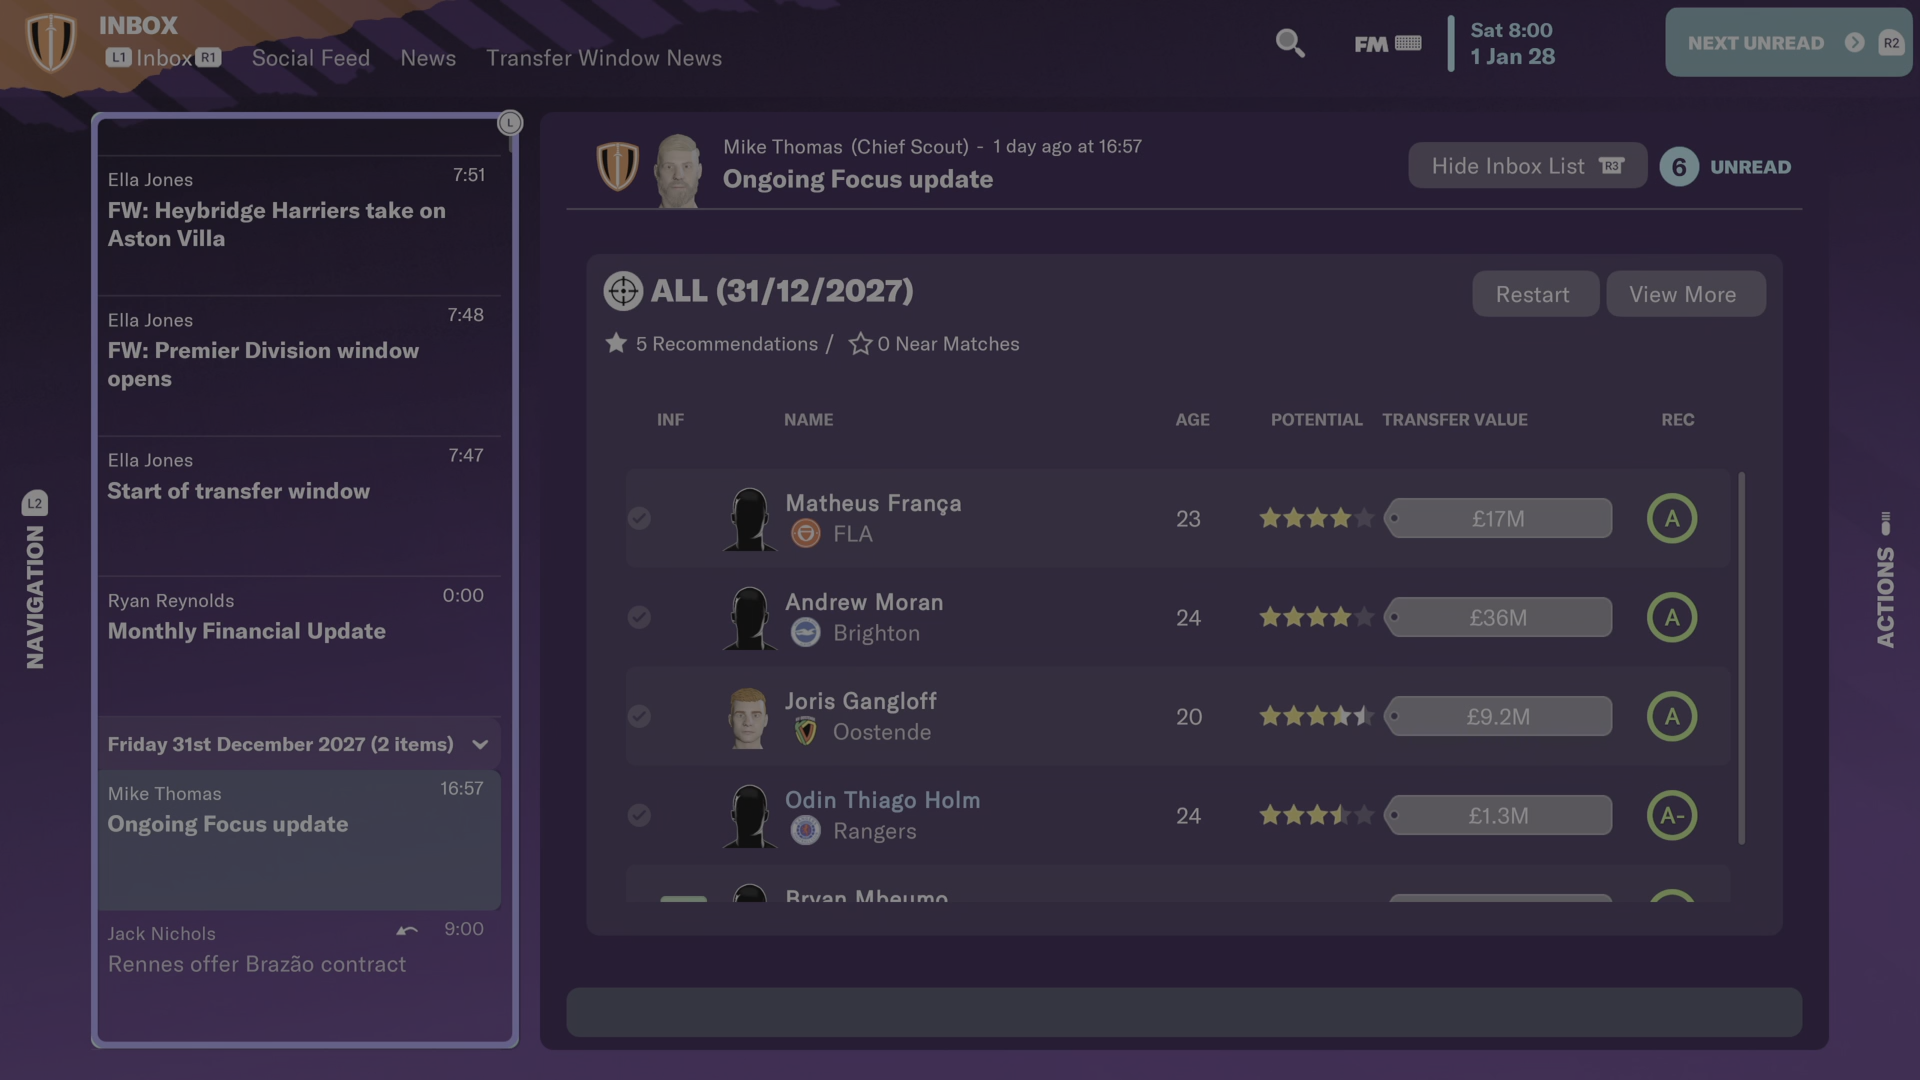 INBOX
L1 Inbox R1 Social Feed News Transfer Window News
FM
Sat 8:00
1 Jan 28
NEXT UNREAD R2
L
Ella Jones 7:51
FW: Heybridge Harriers take on
Aston Villa
Ella Jones 7:48
FW: Premier Division window
opens
Ella Jones 7:47
Start of transfer window
Ryan Reynolds 0:00
Monthly Financial Update
Friday 31st December 2027 (2 items)
Mike Thomas 16:57
Ongoing Focus update
Jack Nichols 9:00
Rennes offer Brazão contract
L2
NAVIGATION
Mike Thomas (Chief Scout) - 1 day ago at 16:57
Ongoing Focus update
Hide Inbox List R3
6 UNREAD
ALL (31/12/2027)
Restart View More
5 Recommendations / 0 Near Matches
INF NAME AGE POTENTIAL TRANSFER VALUE REC
Matheus França
FLA
23 £17M A
Andrew Moran
Brighton
24 £36M A
Joris Gangloff
Oostende
20 £9.2M A
Odin Thiago Holm
Rangers
24 £1.3M A-
Bryan Mbeumo
ACTIONS